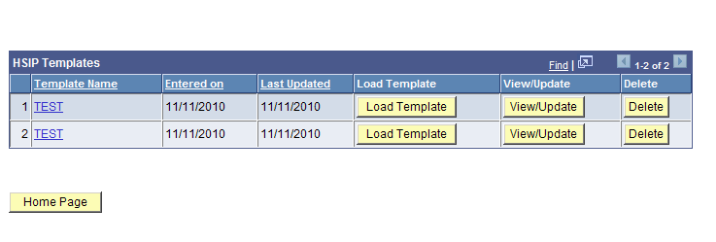 HSIP Templates Find | 1-2 of 2
Template Name Entered on Last Updated Load Template View/Update Delete
1 TEST 11/11/2010 11/11/2010 Load Template View/Update Delete
2 TEST 11/11/2010 11/11/2010 Load Template View/Update Delete
Home Page